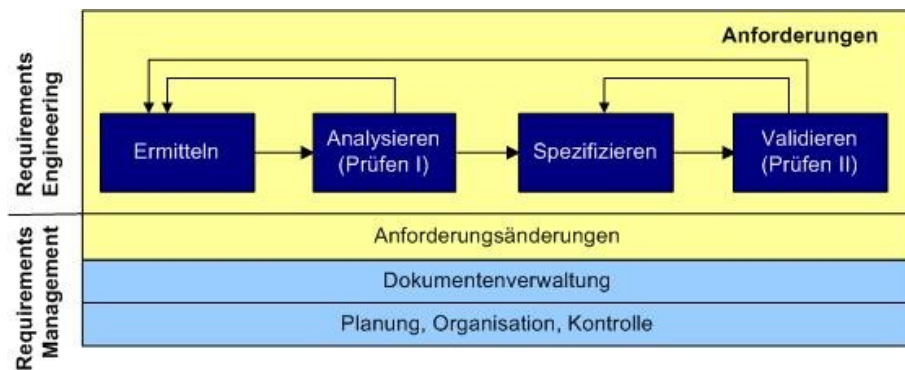 Anforderungen
Requirements
Engineering
Ermitteln
Analysieren
(Prüfen I)
Spezifizieren
Validieren
(Prüfen II)
Requirements
Management
Anforderungsänderungen
Dokumentenverwaltung
Planung, Organisation, Kontrolle